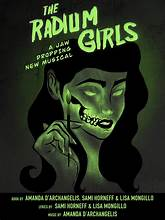 THE
RADIUM
GIRLS
A JAW
DROPPING
NEW MUSICAL
BOOK BY AMANDA D'ARCHANGELIS, SAMI HORNEFF & LISA MONGILLO
LYRICS BY SAMI HORNEFF & LISA MONGILLO
MUSIC BY AMANDA D'ARCHANGELIS